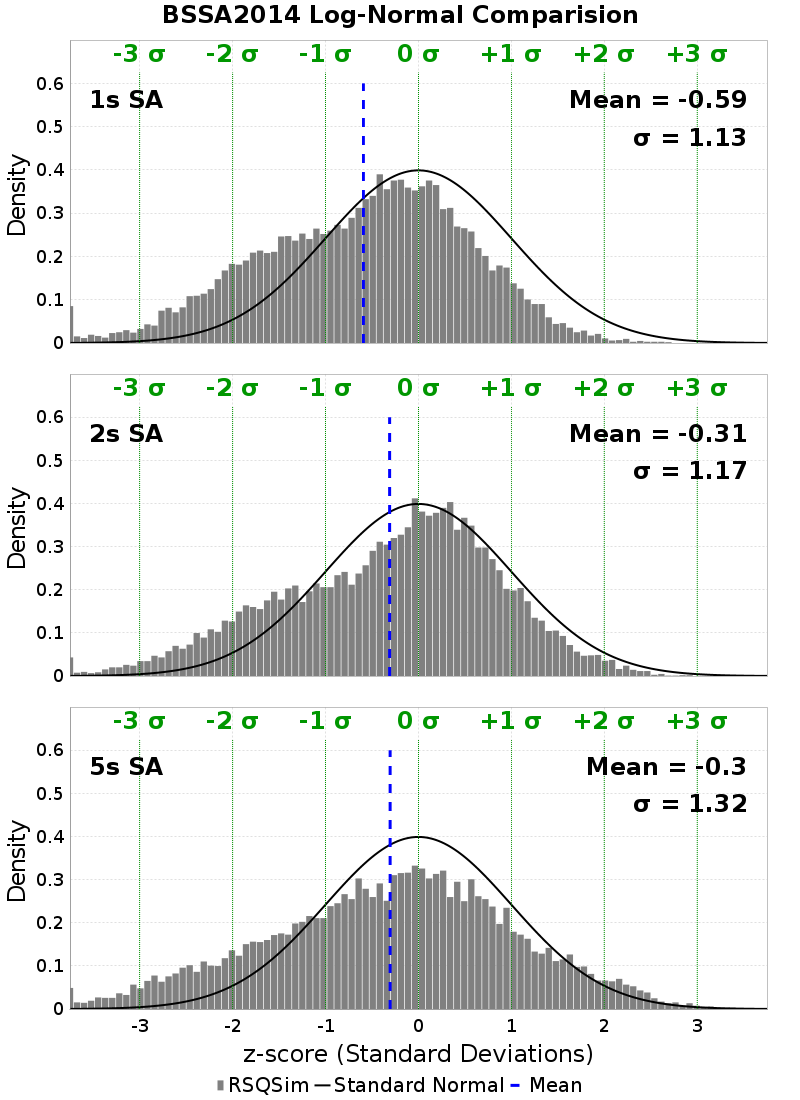 BSSA2014 Log-Normal Comparision
-3 σ -2 σ -1 σ 0 σ +1 σ +2 σ +3 σ
1s SA
Mean = -0.59
σ = 1.13
0.6
0.5
0.4
0.3
0.2
0.1
0
Density
-3 σ -2 σ -1 σ 0 σ +1 σ +2 σ +3 σ
2s SA
Mean = -0.31
σ = 1.17
0.6
0.5
0.4
0.3
0.2
0.1
0
Density
-3 σ -2 σ -1 σ 0 σ +1 σ +2 σ +3 σ
5s SA
Mean = -0.3
σ = 1.32
0.6
0.5
0.4
0.3
0.2
0.1
0
Density
-3 -2 -1 0 1 2 3
z-score (Standard Deviations)
RSQSim Standard Normal Mean